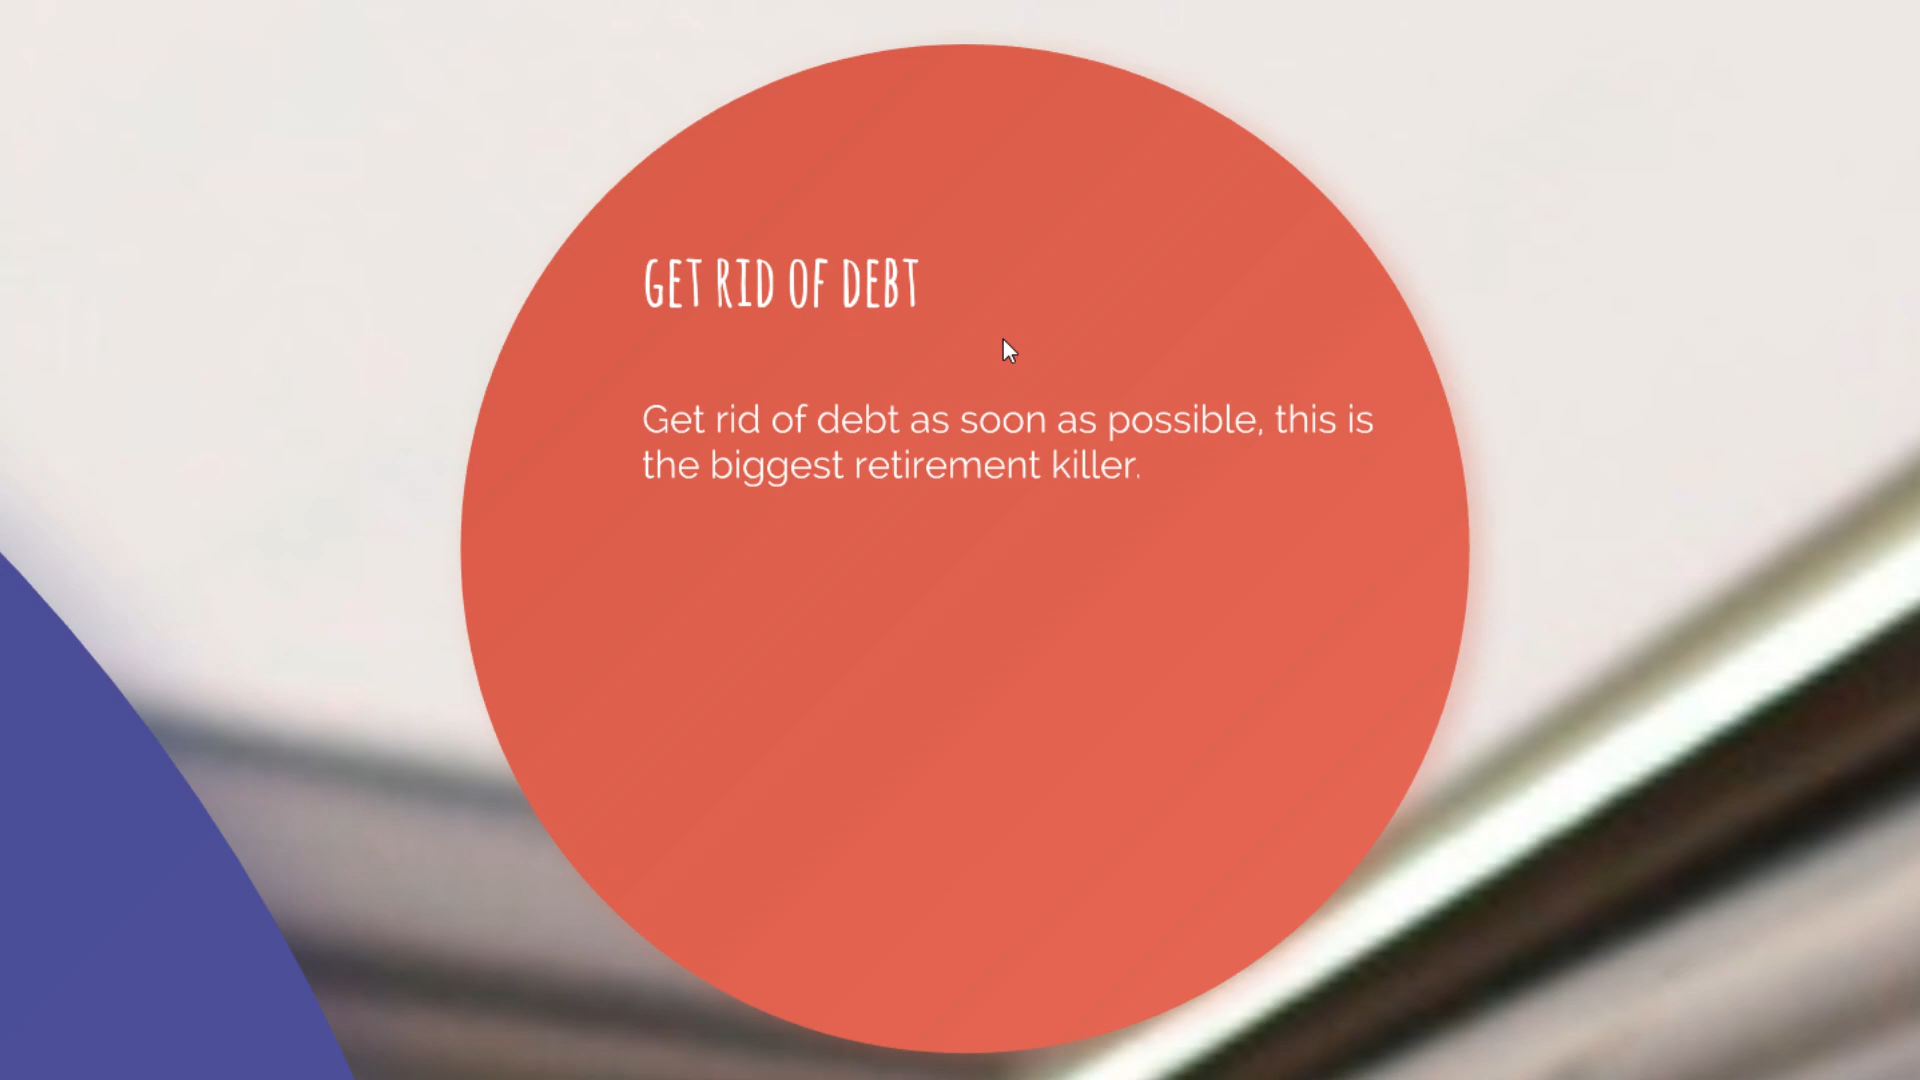 GET RID OF DEBT
Get rid of debt as soon as possible, this is
the biggest retirement killer.